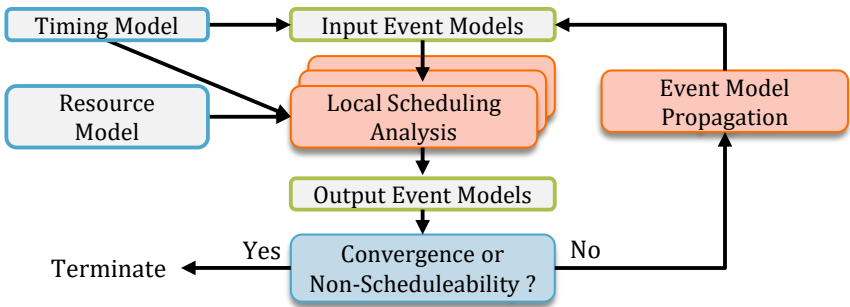 Timing Model
Input Event Models
Resource
Model
Local Scheduling
Analysis
Event Model
Propagation
Output Event Models
Yes
Convergence or
Non-Scheduleability ?
No
Terminate